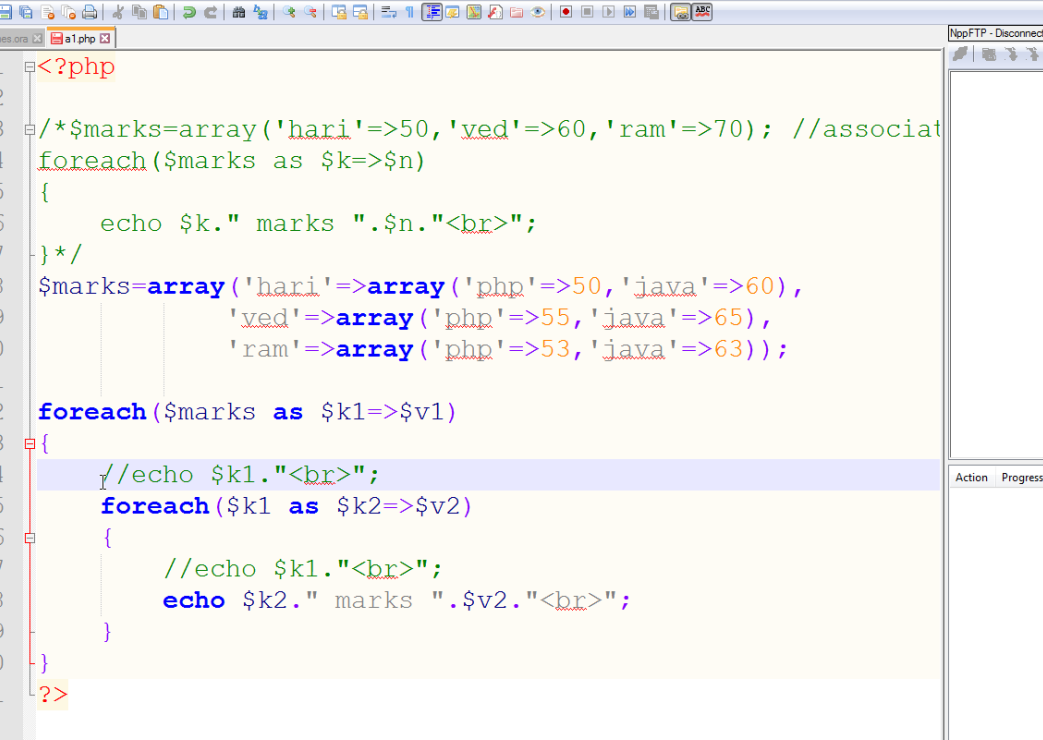 a1.php
NppFTP - Disconnect
<?php
/*$marks=array('hari'=>50,'ved'=>60,'ram'=>70); //associat
foreach($marks as $k=>$n)
{
echo $k." marks ".$n."<br>";
}*/
$marks=array('hari'=>array('php'=>50,'java'=>60),
'ved'=>array('php'=>55,'java'=>65),
'ram'=>array('php'=>53,'java'=>63));
foreach($marks as $k1=>$v1)
{
//echo $k1."<br>";
Action Progress
foreach($k1 as $k2=>$v2)
{
//echo $k1."<br>";
echo $k2." marks ".$v2."<br>";
}
}
?>